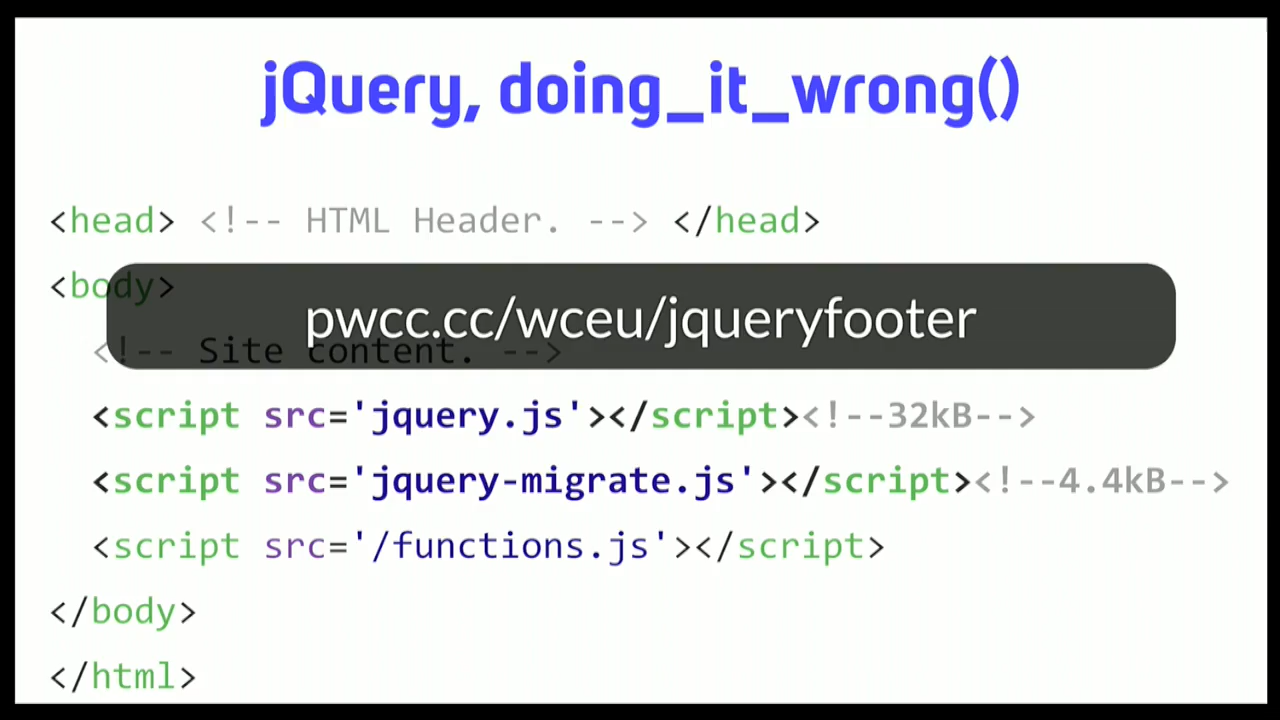 jQuery, doing_it_wrong()
<head> <!-- HTML Header. --> </head>
<body>
pwcc.cc/wceu/jqueryfooter
<!-- Site content. -->
<script src='jquery.js'></script><!--32kB-->
<script src='jquery-migrate.js'></script><!--4.4kB-->
<script src='/functions.js'></script>
</body>
</html>